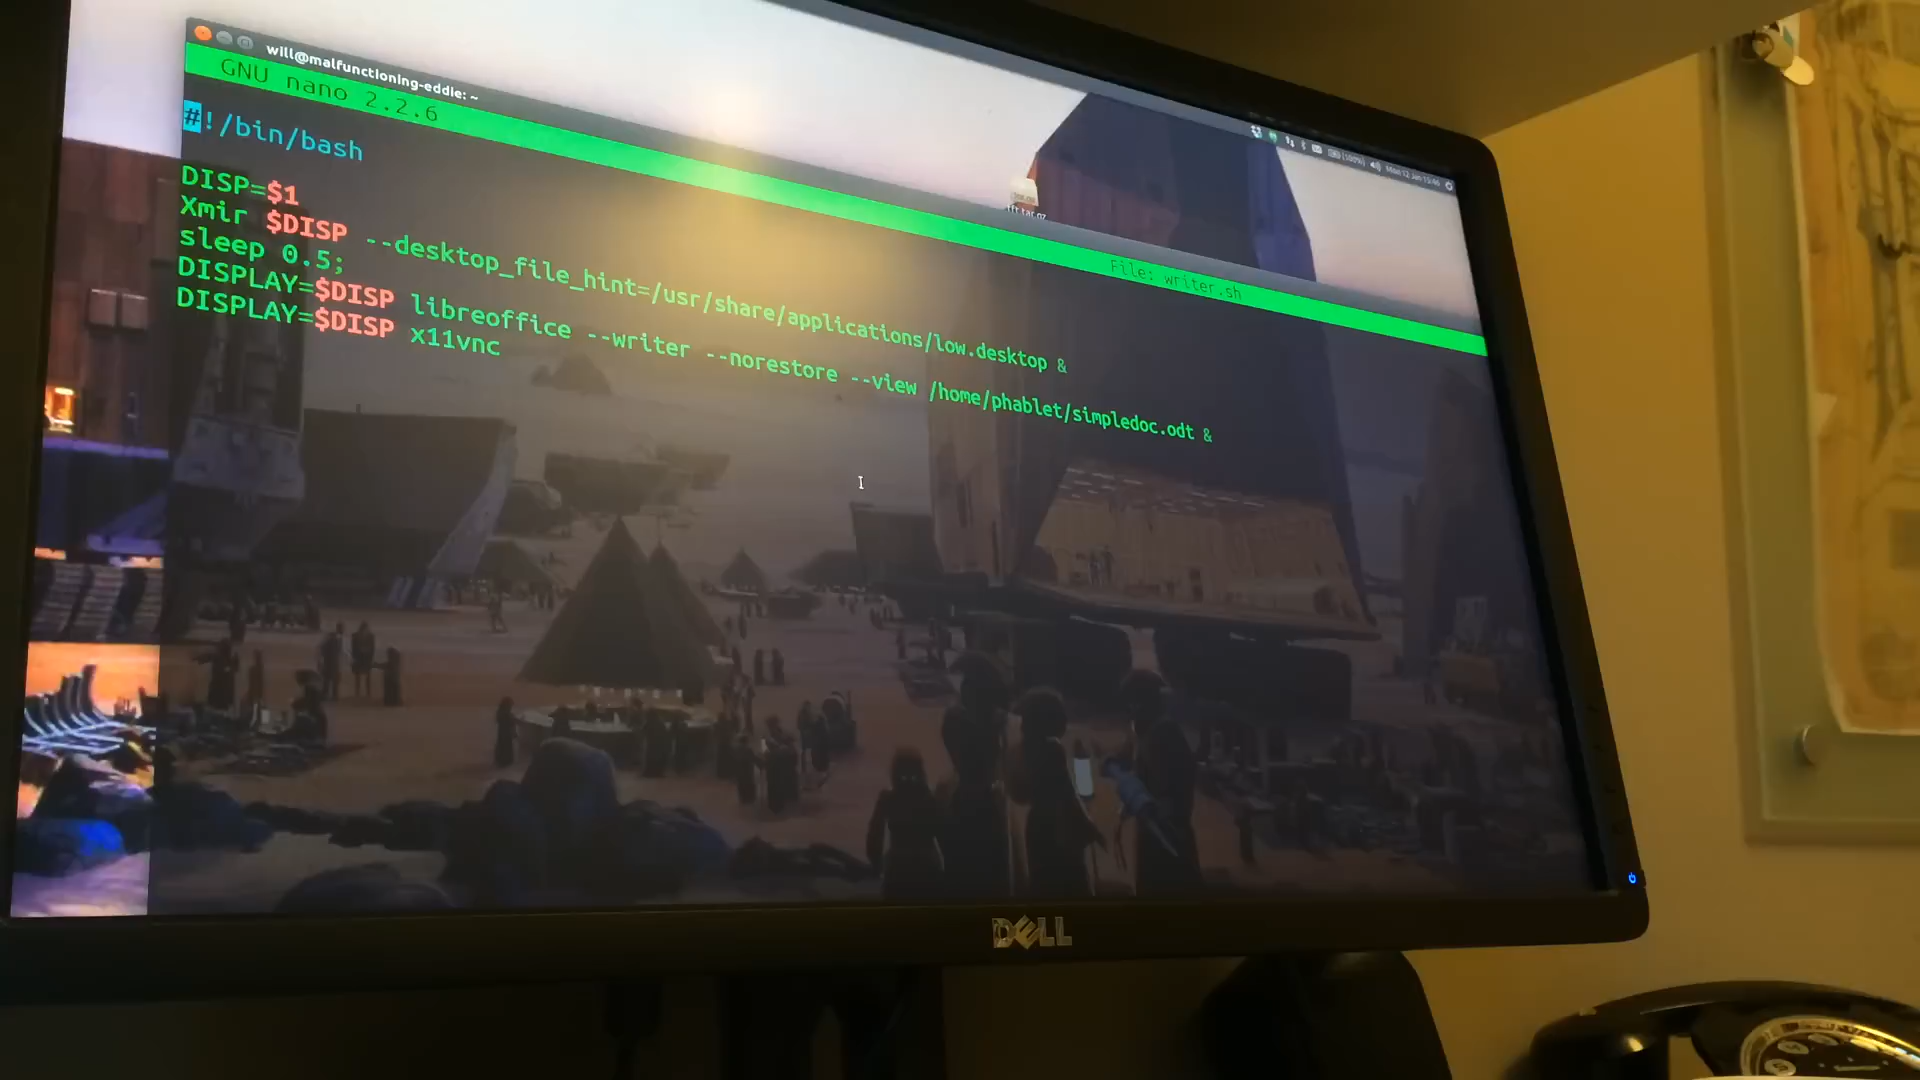 will@malfunctioning-eddie: ~
GNU nano 2.2.6
File: writer.sh
#!/bin/bash
DISP=$1
Xmir $DISP --desktop_file_hint=/usr/share/applications/low.desktop &
sleep 0.5;
DISPLAY=$DISP libreoffice --writer --norestore --view /home/phablet/simpledoc.odt &
DISPLAY=$DISP x11vnc
(100%)
DELL